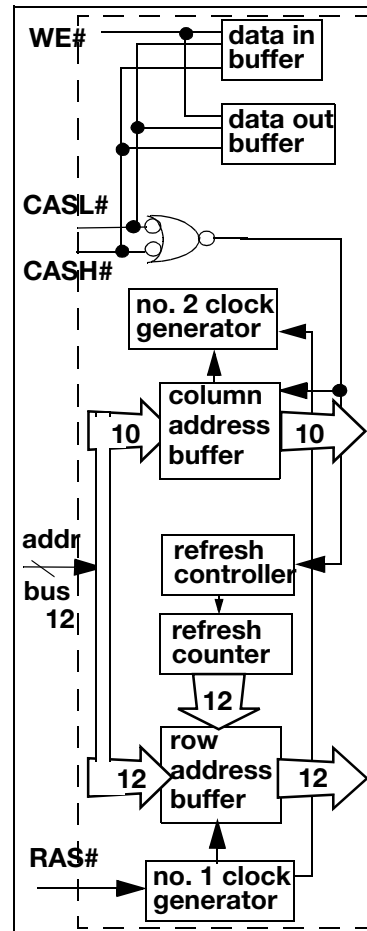 WE#
data in
buffer
data out
buffer
CASL#
CASH#
no. 2 clock
generator
column
address
buffer
10
10
addr
bus
12
refresh
controller
refresh
counter
12
row
address
buffer
12
12
RAS#
no. 1 clock
generator